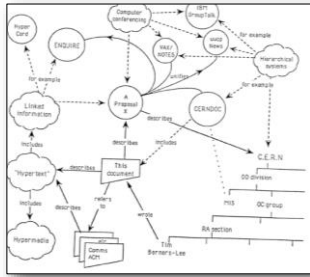 Hyper
Card
ENQUIRE
Computer
conferencing
IBM
GroupTalk
VAX/
NOTES
uucp
News
for example
Hierarchical
systems
for example
for example
Linked
information
A
Proposal
unifies
CERNDOC
describes
describes
includes
includes
C.E.R.N
DD division
"Hypertext"
describes
This
document
includes
describes
refers
to
MIS
OC group
RA section
wrote
Hypermedia
Comms
ACM
Tim
Berners-Lee